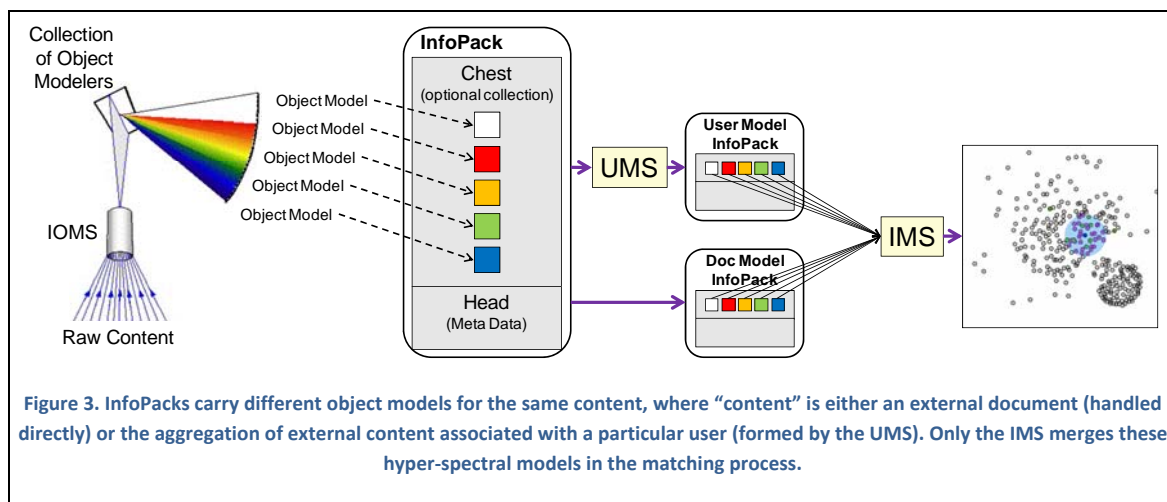 Collection
of Object
Modelers
IOMS
Raw Content
Object Model
Object Model
Object Model
Object Model
Object Model
InfoPack
Chest
(optional collection)
Head
(Meta Data)
UMS
User Model
InfoPack
Doc Model
InfoPack
IMS
Figure 3. InfoPacks carry different object models for the same content, where “content” is either an external document (handled
directly) or the aggregation of external content associated with a particular user (formed by the UMS). Only the IMS merges these
hyper-spectral models in the matching process.